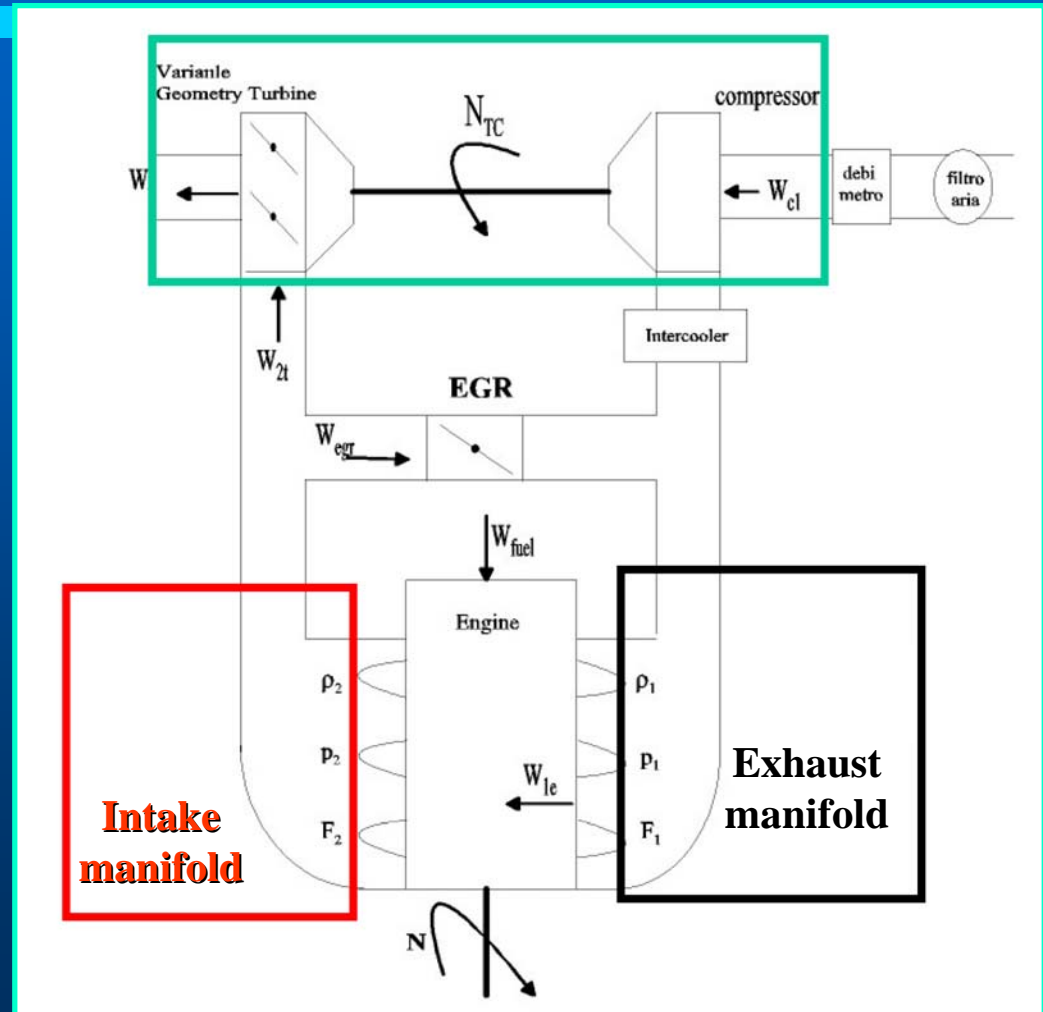 Varianle
Geometry Turbine
compressor
N_TC
W
W_c1
debi
metro
filtro
aria
Intercooler
W_2t
EGR
W_egr
W_fuel
Engine
ρ_2
ρ_1
p_2
p_1
W_1e
F_2
F_1
Intake
manifold
Exhaust
manifold
N